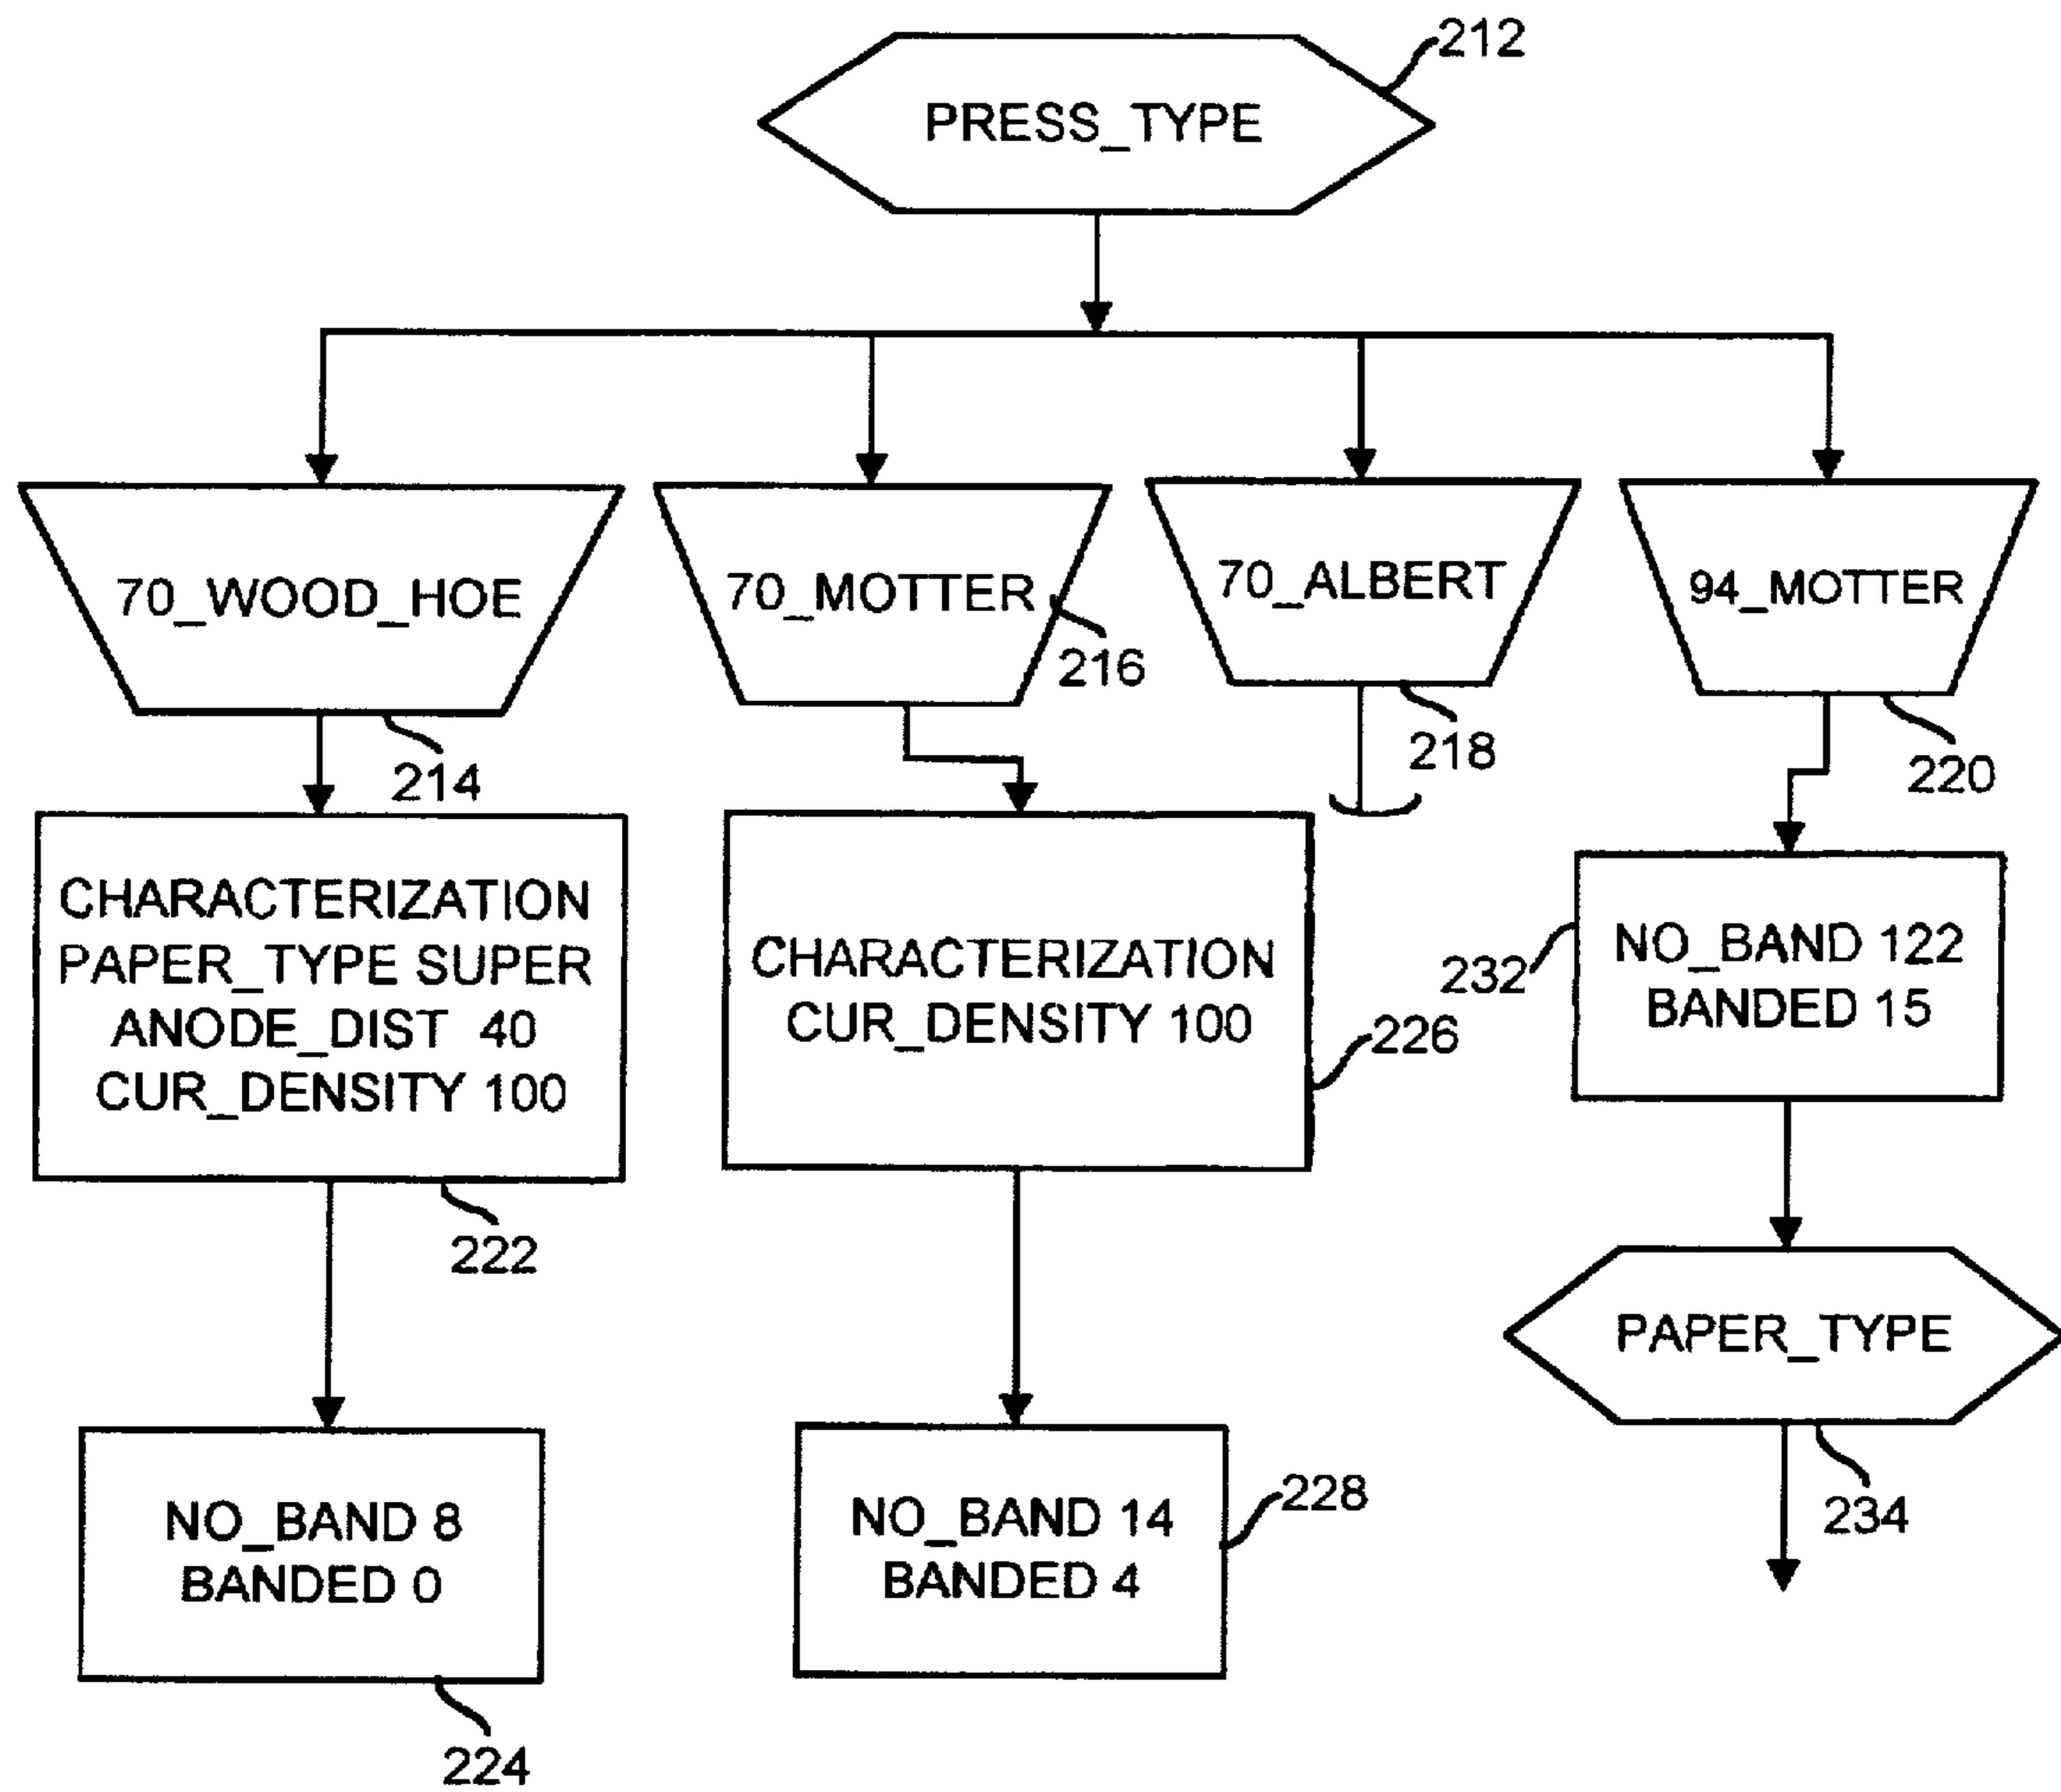 212
PRESS_TYPE
70_WOOD_HOE
70_MOTTER
70_ALBERT
94_MOTTER
216
214
218
220
CHARACTERIZATION
PAPER_TYPE SUPER
ANODE_DIST 40
CUR_DENSITY 100
222
CHARACTERIZATION
CUR_DENSITY 100
226
232
NO_BAND 122
BANDED 15
PAPER_TYPE
234
NO_BAND 8
BANDED 0
224
NO_BAND 14
BANDED 4
228